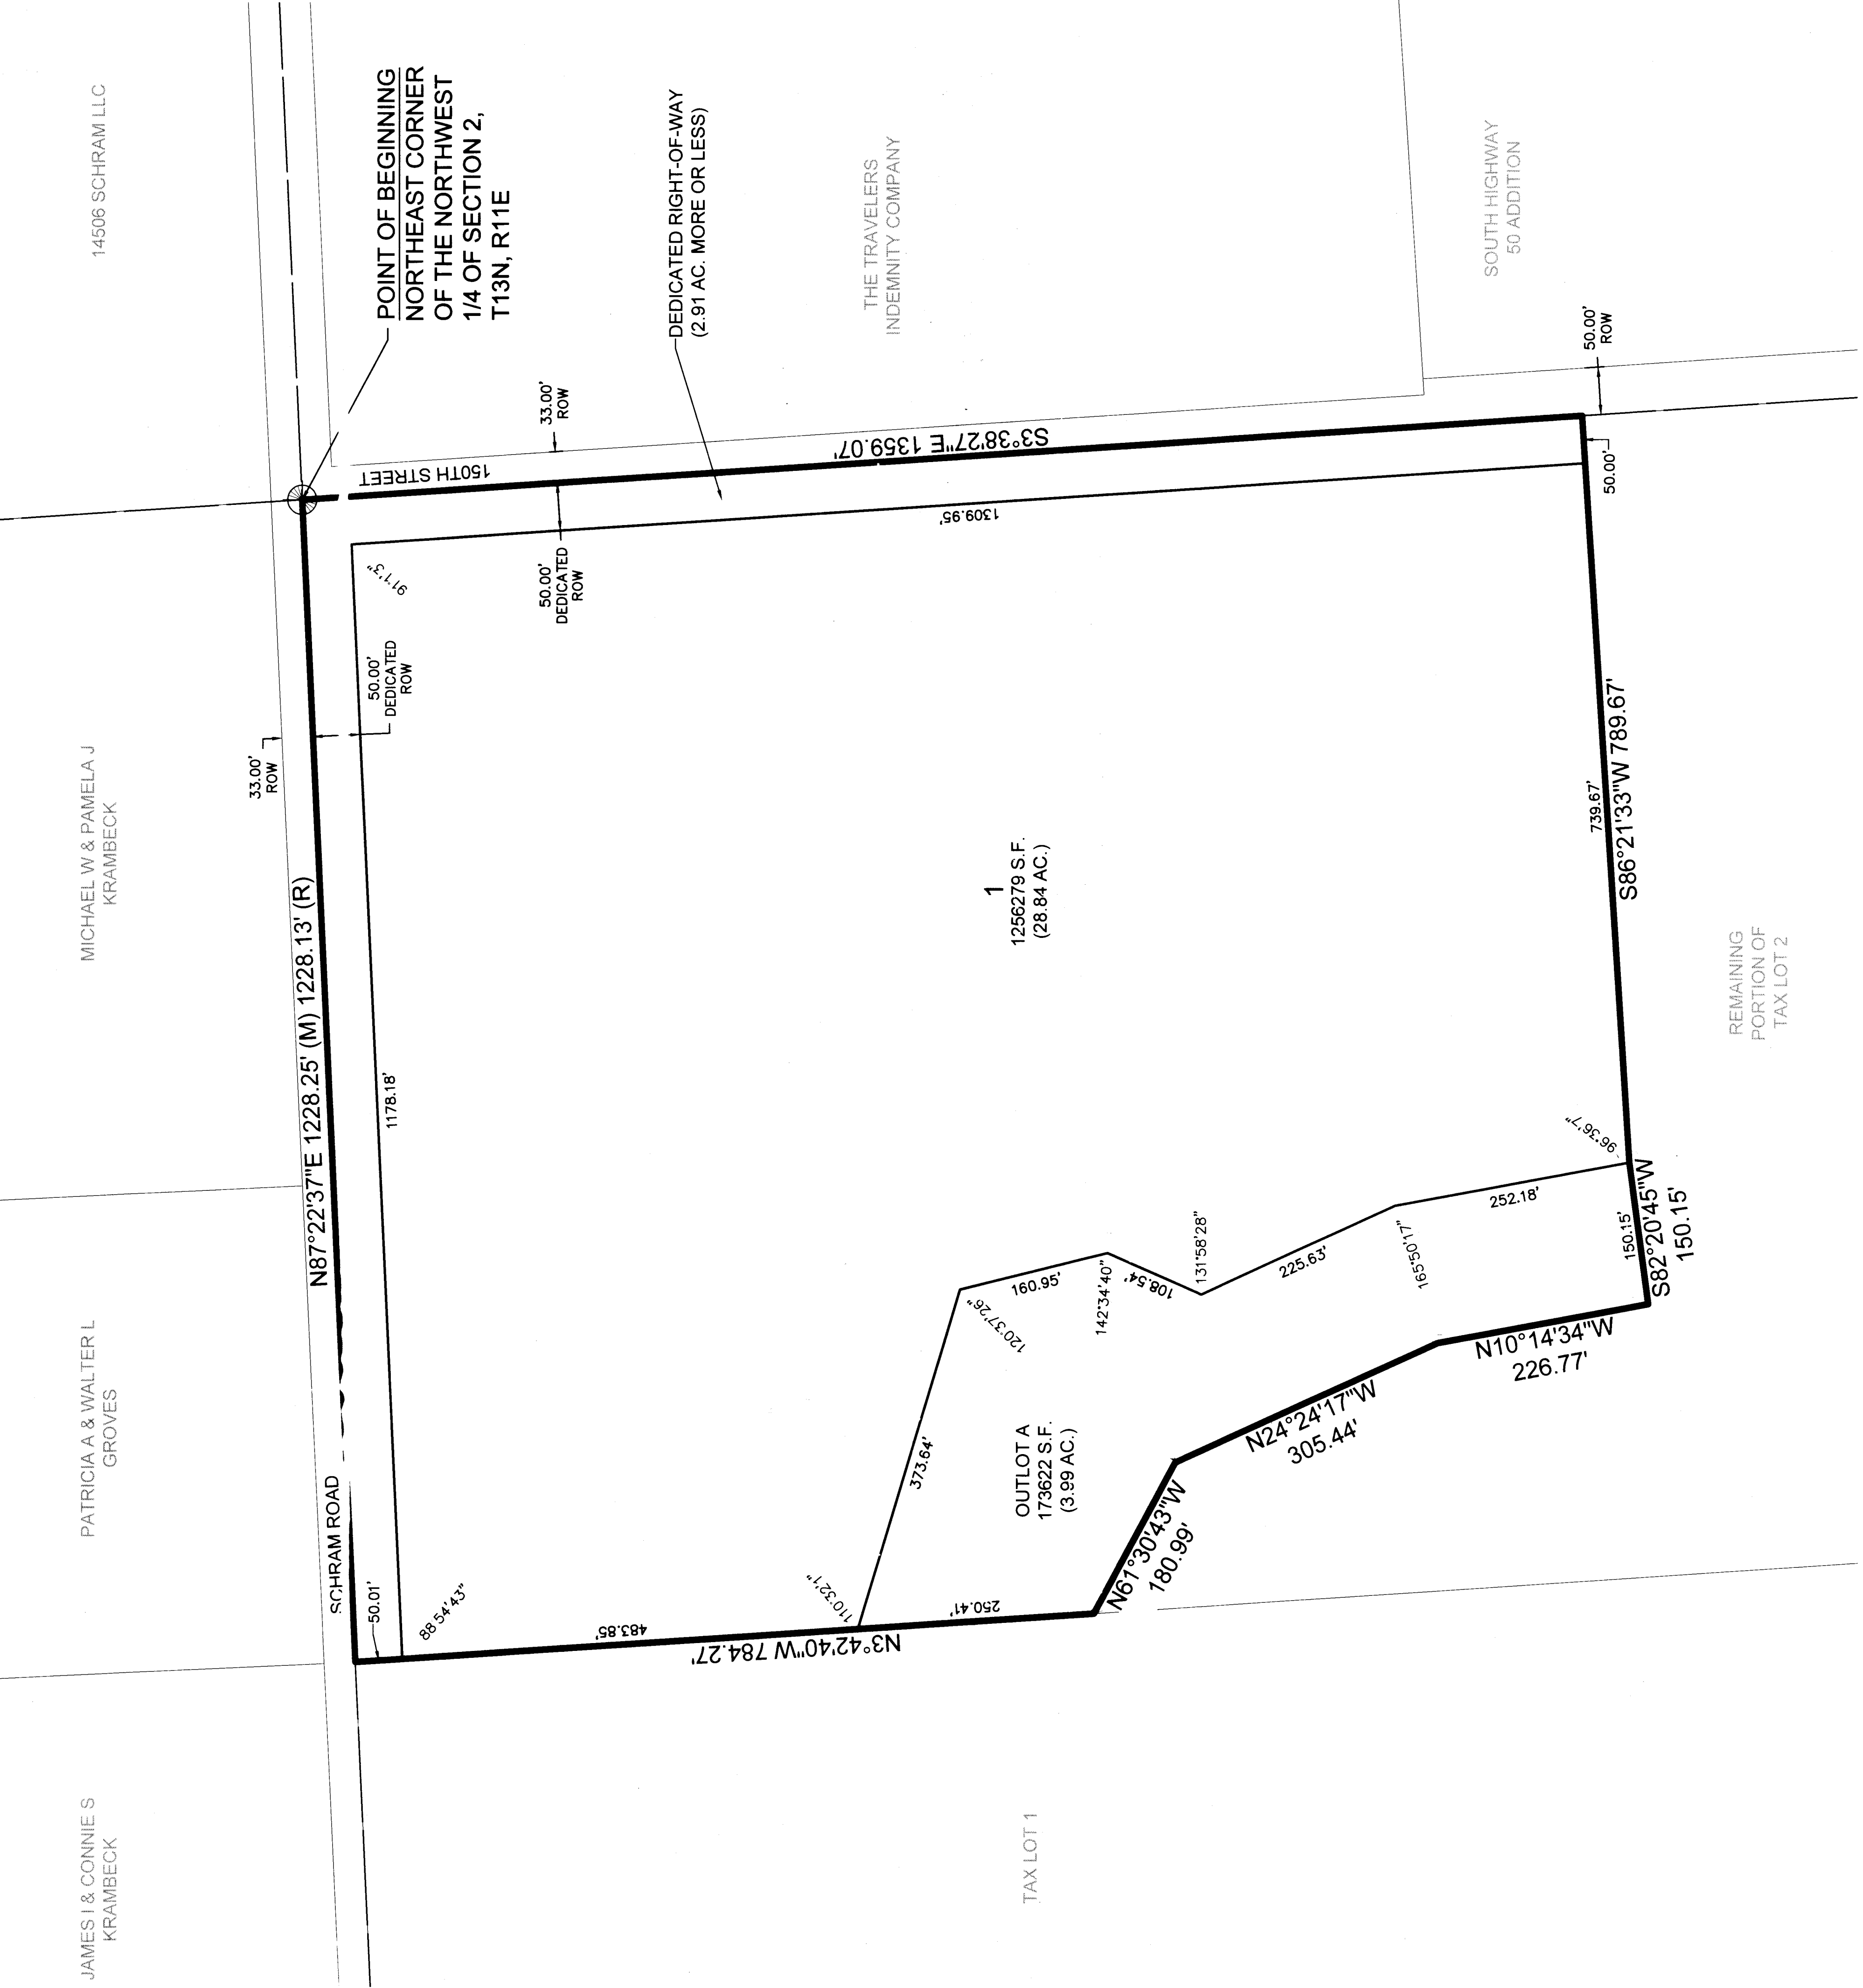 14506 SCHRAM LLC
MICHAEL W & PAMELA J
KRAMBECK
PATRICIA A & WALTER L
GROVES
JAMES I & CONNIE S
KRAMBECK
POINT OF BEGINNING
NORTHEAST CORNER
OF THE NORTHWEST
1/4 OF SECTION 2,
T13N, R11E
DEDICATED RIGHT-OF-WAY
(2.91 AC. MORE OR LESS)
THE TRAVELERS
INDEMNITY COMPANY
SOUTH HIGHWAY
50 ADDITION
33.00'
ROW
50.00'
ROW
150TH STREET
S3°38'27"E 1359.07'
1309.95'
50.00'
50.00'
DEDICATED
ROW
91°1'3"
50.00'
DEDICATED
ROW
33.00'
ROW
N87°22'37"E 1228.25' (M) 1228.13' (R)
1178.18'
SCHRAM ROAD
50.01'
88°54'43"
483.85'
N3°42'40"W 784.27'
110°32'1"
250.41'
373.64'
120°37'26"
160.95'
142°34'40"
108.54'
131°58'28"
225.63'
165°50'17"
252.18'
96°36'7"
1
1256279 S.F.
(28.84 AC.)
OUTLOT A
173622 S.F.
(3.99 AC.)
739.67'
S86°21'33"W 789.67'
150.15'
S82°20'45"W
150.15'
N10°14'34"W
226.77'
N24°24'17"W
305.44'
N61°30'43"W
180.99'
REMAINING
PORTION OF
TAX LOT 2
TAX LOT 1